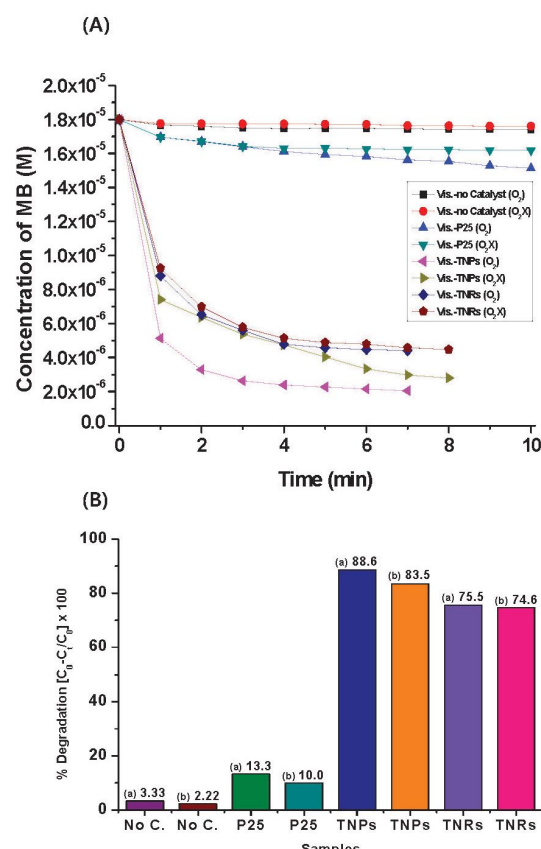 (A)
Concentration of MB (M)
2.0x10⁻⁵
1.8x10⁻⁵
1.6x10⁻⁵
1.4x10⁻⁵
1.2x10⁻⁵
1.0x10⁻⁵
8.0x10⁻⁶
6.0x10⁻⁶
4.0x10⁻⁶
2.0x10⁻⁶
0.0
Vis.-no Catalyst (O₂)
Vis.-no Catalyst (O₂X)
Vis.-P25 (O₂)
Vis.-P25 (O₂X)
Vis.-TNPs (O₂)
Vis.-TNPs (O₂X)
Vis.-TNRs (O₂)
Vis.-TNRs (O₂X)
0 2 4 6 8 10
Time (min)
(B)
% Degradation [C₀-Cₜ/C₀] x 100
100
80
60
40
20
0
(a) 3.33
(b) 2.22
(a) 13.3
(b) 10.0
(a) 88.6
(b) 83.5
(a) 75.5
(b) 74.6
No C. No C. P25 P25 TNPs TNPs TNRs TNRs
Samples